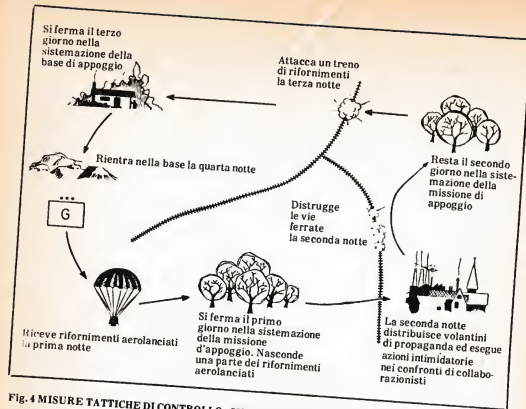 Si ferma il terzo
giorno nella
sistemazione della
base di appoggio
Attacca un treno
di rifornimenti
la terza notte
Rientra nella base la quarta notte
Resta il secondo
giorno nella siste-
mazione della
missione di
appoggio
G
Distrugge
le vie
ferrate
la seconda notte
Riceve rifornimenti aerolanciati
la prima notte
Si ferma il primo
giorno nella sistemazione
della missione
d'appoggio. Nasconde
una parte dei rifornimenti
aerolanciati
La seconda notte
distribuisce volantini
di propaganda ed esegue
azioni intimidatorie
nei confronti di collabo-
razionisti
Fig. 4 MISURE TATTICHE DI CONTROLLO